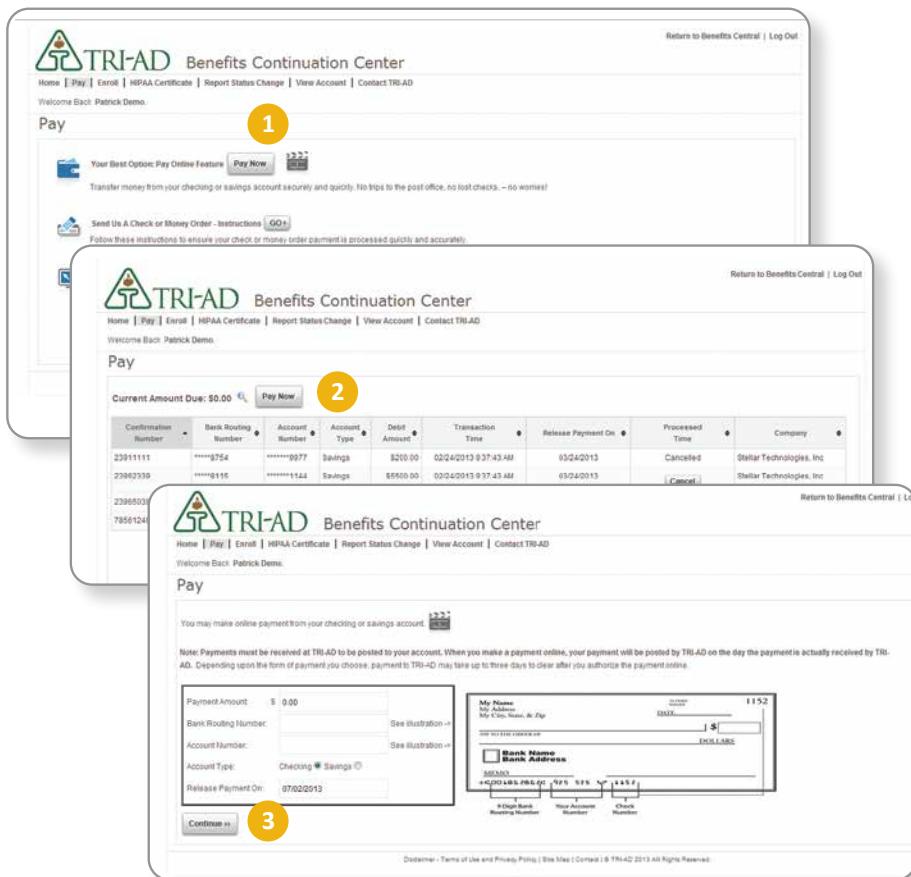 Return to Benefits Central | Log Out
TRI-AD Benefits Continuation Center
Home | Pay | Enroll | HIPAA Certificate | Report Status Change | View Account | Contact TRI-AD
Welcome Back Patrick Demo.
Pay
1
Your Best Option: Pay Online Feature Pay Now
Transfer money from your checking or savings account securely and quickly. No trips to the post office, no lost checks, – no worries!
Send Us A Check or Money Order - Instructions GO+
Follow these instructions to ensure your check or money order payment is processed quickly and accurately.
Return to Benefits Central | Log Out
TRI-AD Benefits Continuation Center
Home | Pay | Enroll | HIPAA Certificate | Report Status Change | View Account | Contact TRI-AD
Welcome Back Patrick Demo.
Pay
Current Amount Due: $0.00 Pay Now 2
Confirmation Number Bank Routing Number Account Number Account Type Debit Amount Transaction Time Release Payment On Processed Time Company
23911111 *****9754 *******9977 Savings $200.00 02/24/2013 9:37:43 AM 03/24/2013 Cancelled Stellar Technologies, Inc
23962339 *****8115 *******1144 Savings $5500.00 02/24/2013 9:37:43 AM 03/24/2013 Cancel Stellar Technologies, Inc
Return to Benefits Central | Lo
TRI-AD Benefits Continuation Center
Home | Pay | Enroll | HIPAA Certificate | Report Status Change | View Account | Contact TRI-AD
Welcome Back Patrick Demo.
Pay
You may make online payment from your checking or savings account.
Note: Payments must be received at TRI-AD to be posted to your account. When you make a payment online, your payment will be posted by TRI-AD on the day the payment is actually received by TRI-
AD. Depending upon the form of payment you choose, payment to TRI-AD may take up to three days to clear after you authorize the payment online.
Payment Amount: $ 0.00
Bank Routing Number: See illustration ->
Account Number: See illustration ->
Account Type: Checking Savings
Release Payment On: 07/02/2013
Continue »
3
My Name 1152
My Address
My City, State, & Zip
DATE
PAY TO THE ORDER OF $
DOLLARS
Bank Name
Bank Address
MEMO
9 Digit Bank Routing Number
Your Account Number
Check Number
Disclaimer - Terms of Use and Privacy Policy | Site Map | Contact | © TRI-AD 2013 All Rights Reserved.